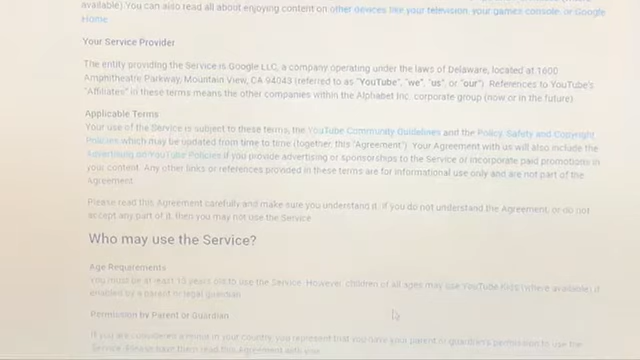 available). You can also read all about enjoying content on other devices like your television, your games console, or Google
Home.
Your Service Provider
The entity providing the Service is Google LLC, a company operating under the laws of Delaware, located at 1600
Amphitheatre Parkway, Mountain View, CA 94043 (referred to as "YouTube", "we", "us", or "our"). References to YouTube's
"Affiliates" in these terms means the other companies within the Alphabet Inc. corporate group (now or in the future).
Applicable Terms
Your use of the Service is subject to these terms, the YouTube Community Guidelines and the Policy, Safety and Copyright
Policies which may be updated from time to time (together, this "Agreement"). Your Agreement with us will also include the
Advertising on YouTube Policies if you provide advertising or sponsorships to the Service or incorporate paid promotions in
your content. Any other links or references provided in these terms are for informational use only and are not part of the
Agreement.
Please read this Agreement carefully and make sure you understand it. If you do not understand the Agreement, or do not
accept any part of it, then you may not use the Service.
Who may use the Service?
Age Requirements
You must be at least 13 years old to use the Service. However, children of all ages may use YouTube Kids (where available) if
enabled by a parent or legal guardian.
Permission by Parent or Guardian
If you are considered a minor in your country, you represent that you have your parent or guardian's permission to use the
Service. Please have them read this Agreement with you.